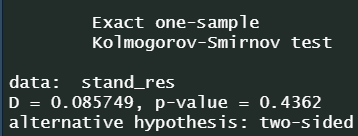 Exact one-sample
Kolmogorov-Smirnov test
data:  stand_res
D = 0.085749, p-value = 0.4362
alternative hypothesis: two-sided